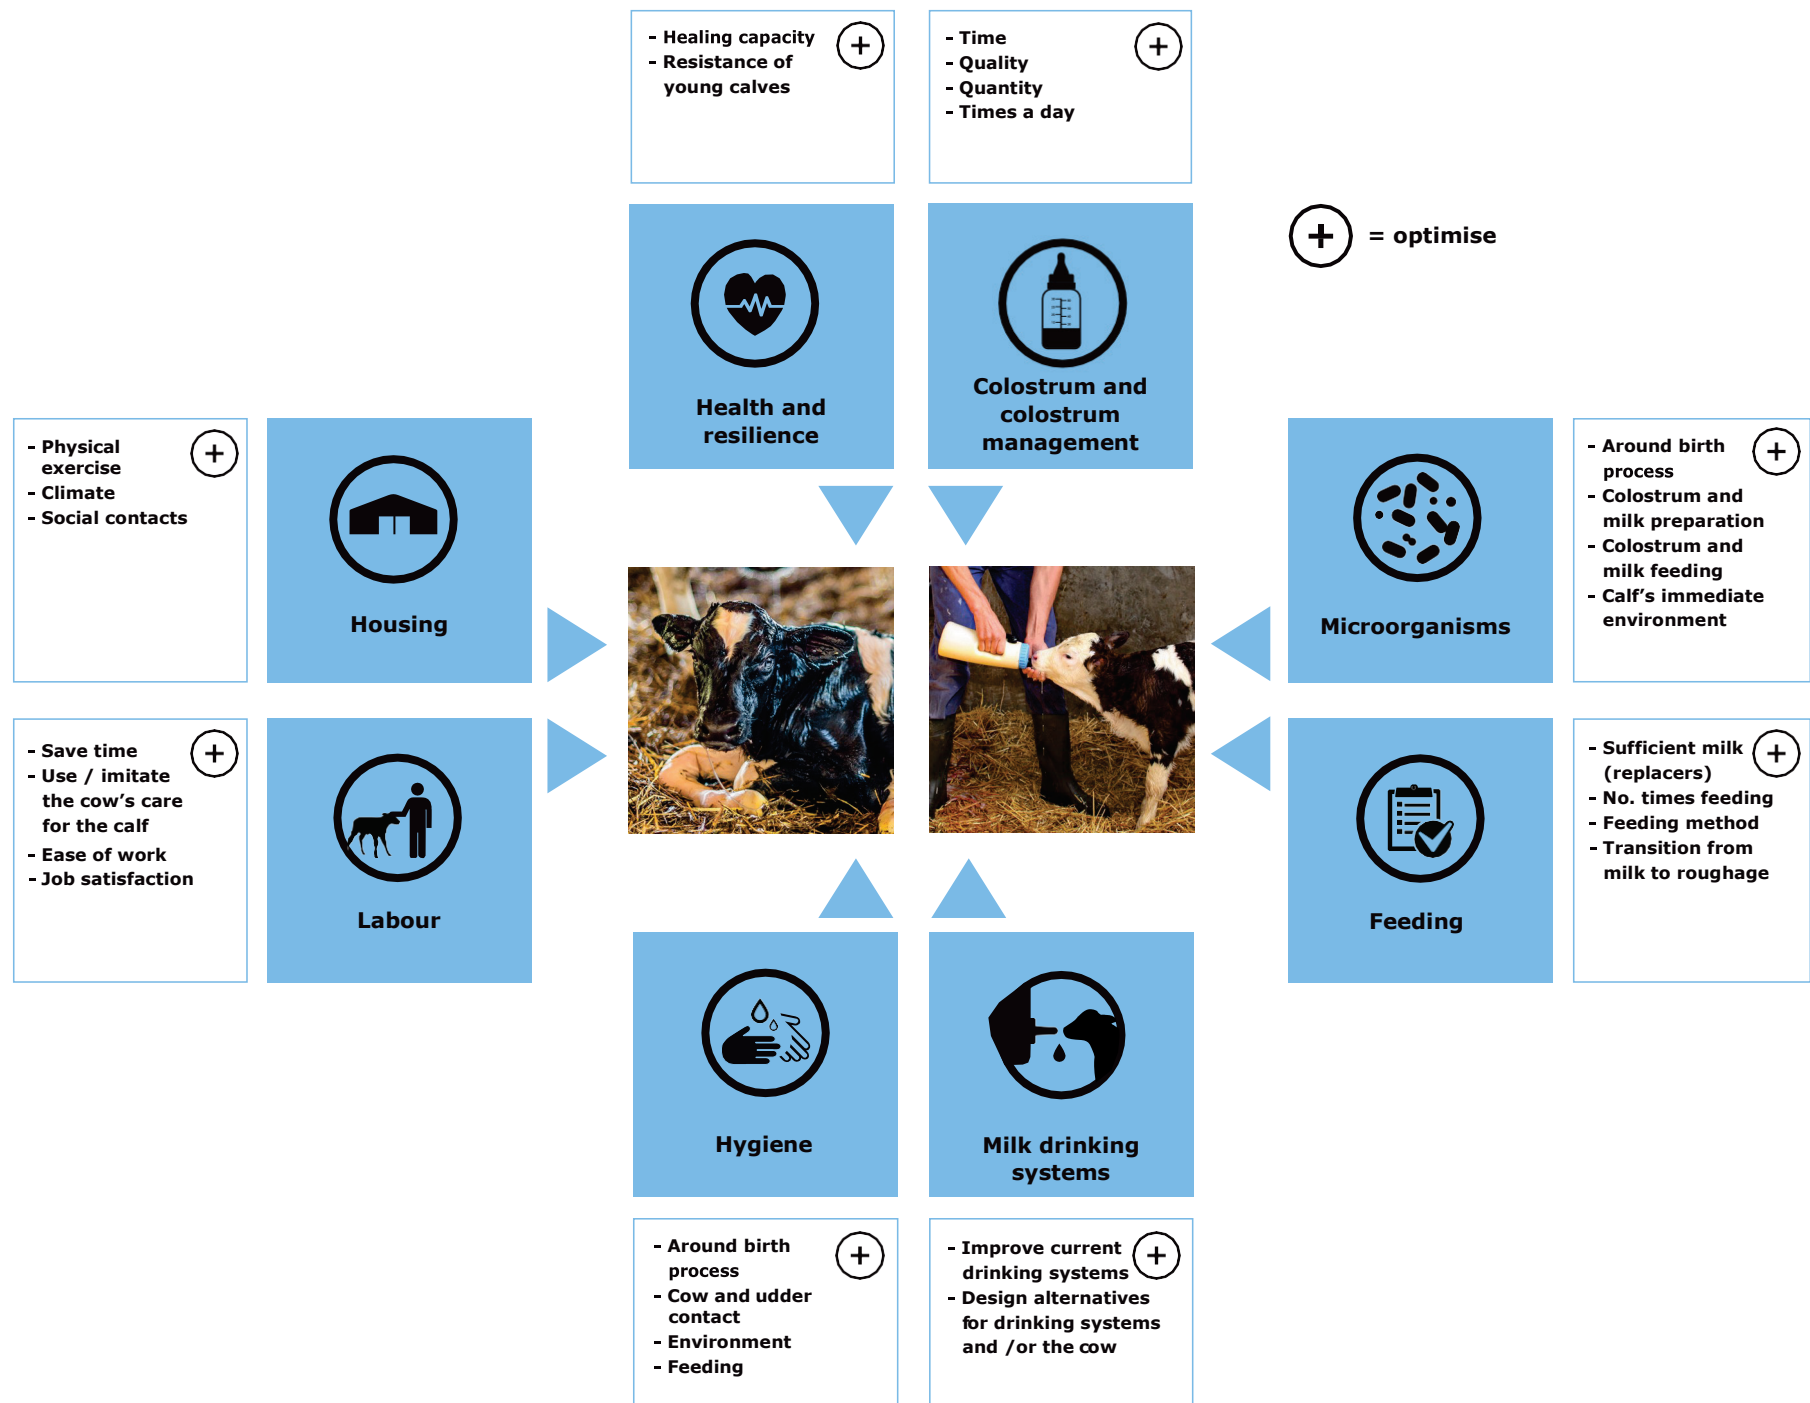 - Healing capacity
- Resistance of
young calves
- Time
- Quality
- Quantity
- Times a day
+
+
+ = optimise
Health and
resilience
Colostrum and
colostrum
management
- Physical
exercise
- Climate
- Social contacts
+
Housing
Microorganisms
- Around birth
process
- Colostrum and
milk preparation
- Colostrum and
milk feeding
- Calf's immediate
environment
+
- Save time
- Use / imitate
the cow's care
for the calf
- Ease of work
- Job satisfaction
+
Labour
Feeding
- Sufficient milk
(replacers)
- No. times feeding
- Feeding method
- Transition from
milk to roughage
+
Hygiene
Milk drinking
systems
- Around birth
process
- Cow and udder
contact
- Environment
- Feeding
+
- Improve current
drinking systems
- Design alternatives
for drinking systems
and /or the cow
+